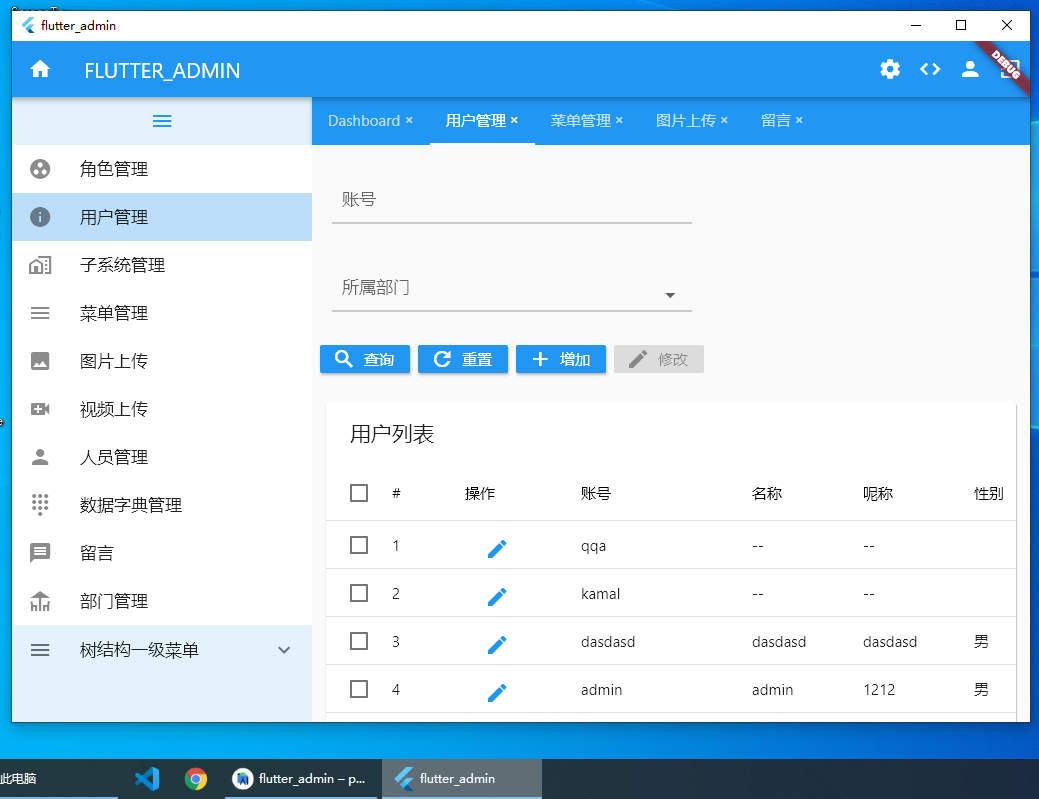 flutter_admin
FLUTTER_ADMIN
DEBUG
Dashboard × 用户管理 × 菜单管理 × 图片上传 × 留言 ×
角色管理
用户管理
子系统管理
菜单管理
图片上传
视频上传
人员管理
数据字典管理
留言
部门管理
树结构一级菜单
账号
所属部门
查询 重置 增加 修改
用户列表
# 操作 账号 名称 昵称 性别
1 qqa -- --
2 kamal -- --
3 dasdasd dasdasd dasdasd 男
4 admin admin 1212 男
此电脑 flutter_admin – p... flutter_admin